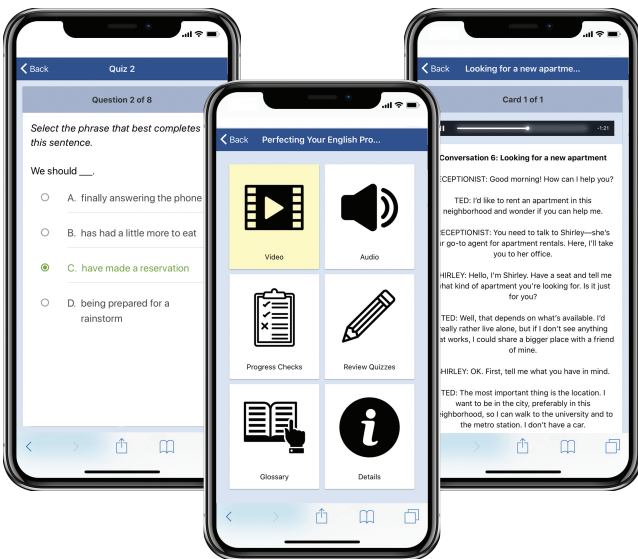 Back
Quiz 2
Question 2 of 8
Select the phrase that best completes
this sentence.
We should ___.
A. finally answering the phone
B. has had a little more to eat
C. have made a reservation
D. being prepared for a
rainstorm
Back
Perfecting Your English Pro...
Video
Audio
Progress Checks
Review Quizzes
Glossary
Details
Back
Looking for a new apartme...
Card 1 of 1
-1:21
Conversation 6: Looking for a new apartment
ECEPTIONIST: Good morning! How can I help you?
TED: I'd like to rent an apartment in this
neighborhood and wonder if you can help me.
RECEPTIONIST: You need to talk to Shirley—she's
r go-to agent for apartment rentals. Here, I'll take
you to her office.
HIRLEY: Hello, I'm Shirley. Have a seat and tell me
hat kind of apartment you're looking for. Is it just
for you?
TED: Well, that depends on what's available. I'd
really rather live alone, but if I don't see anything
at works, I could share a bigger place with a friend
of mine.
HIRLEY: OK. First, tell me what you have in mind.
TED: The most important thing is the location. I
want to be in the city, preferably in this
eighborhood, so I can walk to the university and to
the metro station. I don't have a car.